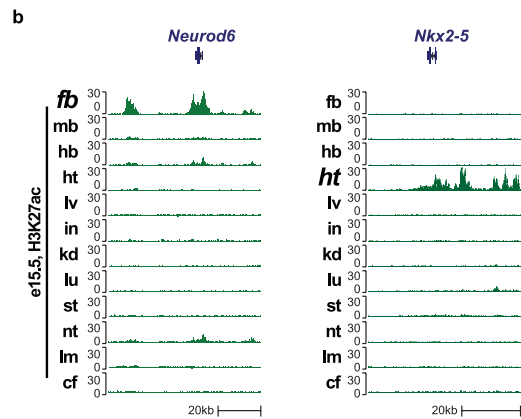 b
Neurod6 Nkx2-5
e15.5, H3K27ac
fb 30 0 fb 30 0
mb 30 0 mb 30 0
hb 30 0 hb 30 0
ht 30 0 ht 30 0
lv 30 0 lv 30 0
in 30 0 in 30 0
kd 30 0 kd 30 0
lu 30 0 lu 30 0
st 30 0 st 30 0
nt 30 0 nt 30 0
lm 30 0 lm 30 0
cf 30 0 cf 30 0
20kb 20kb